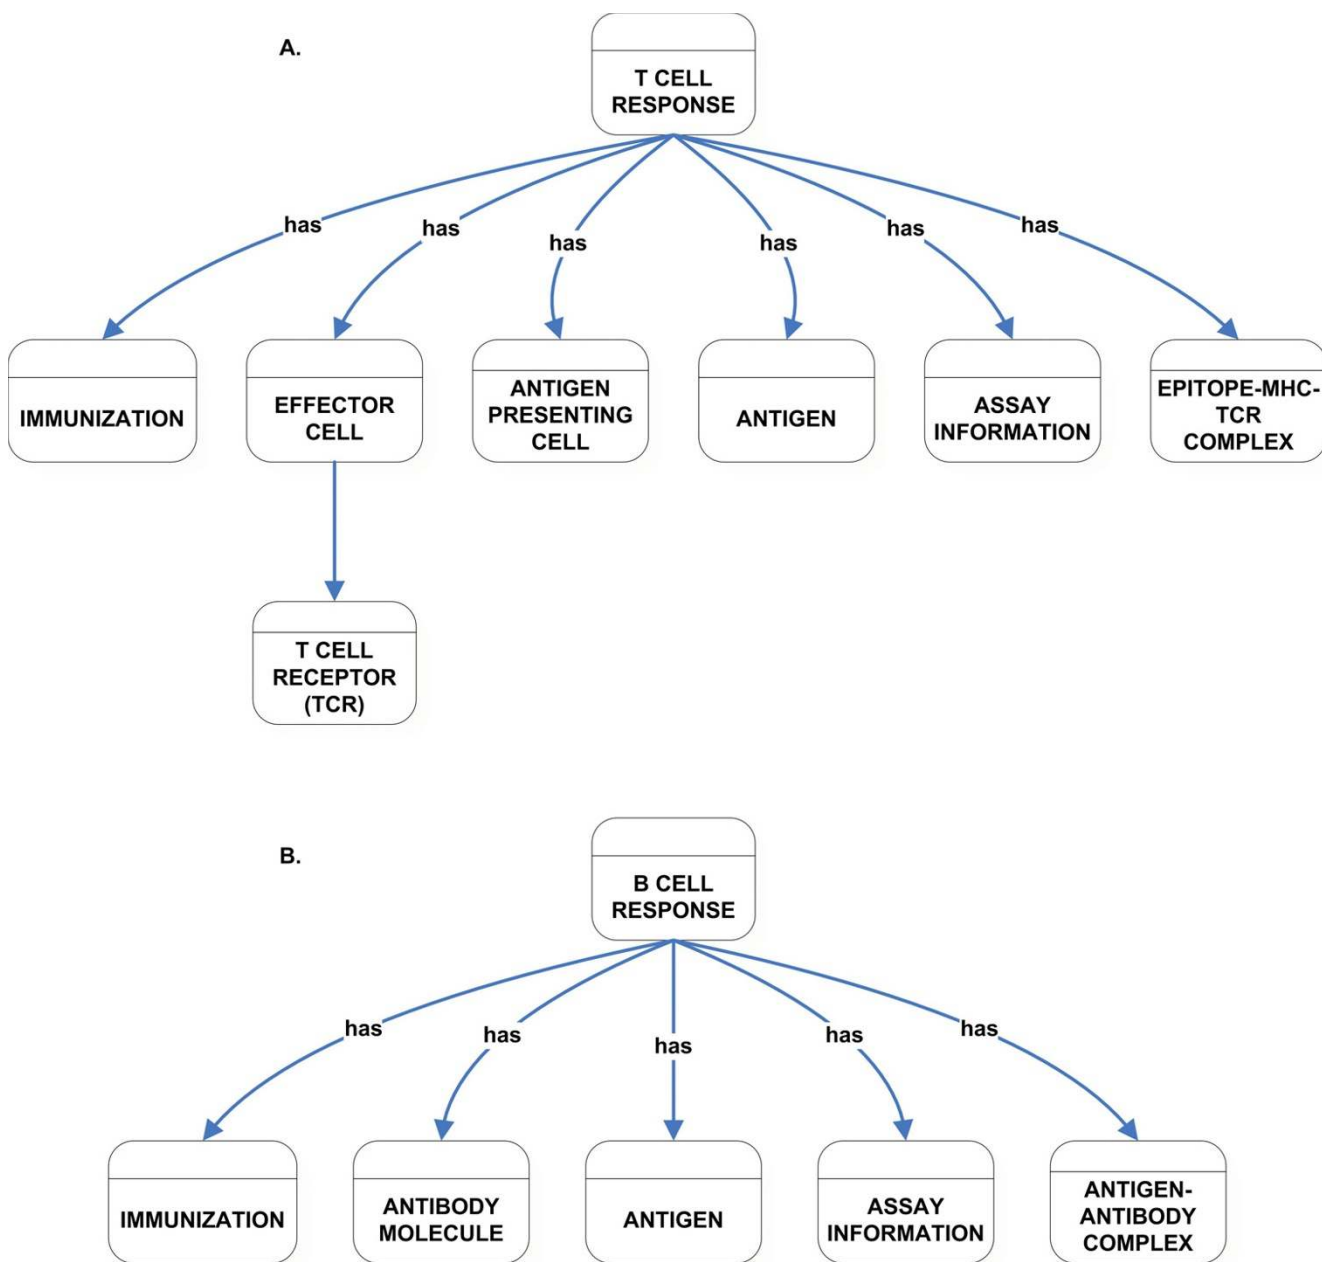 A.
T CELL
RESPONSE
has
has
has
has
has
has
IMMUNIZATION
EFFECTOR
CELL
ANTIGEN
PRESENTING
CELL
ANTIGEN
ASSAY
INFORMATION
EPITOPE-MHC-
TCR
COMPLEX
T CELL
RECEPTOR
(TCR)
B.
B CELL
RESPONSE
has
has
has
has
has
IMMUNIZATION
ANTIBODY
MOLECULE
ANTIGEN
ASSAY
INFORMATION
ANTIGEN-
ANTIBODY
COMPLEX